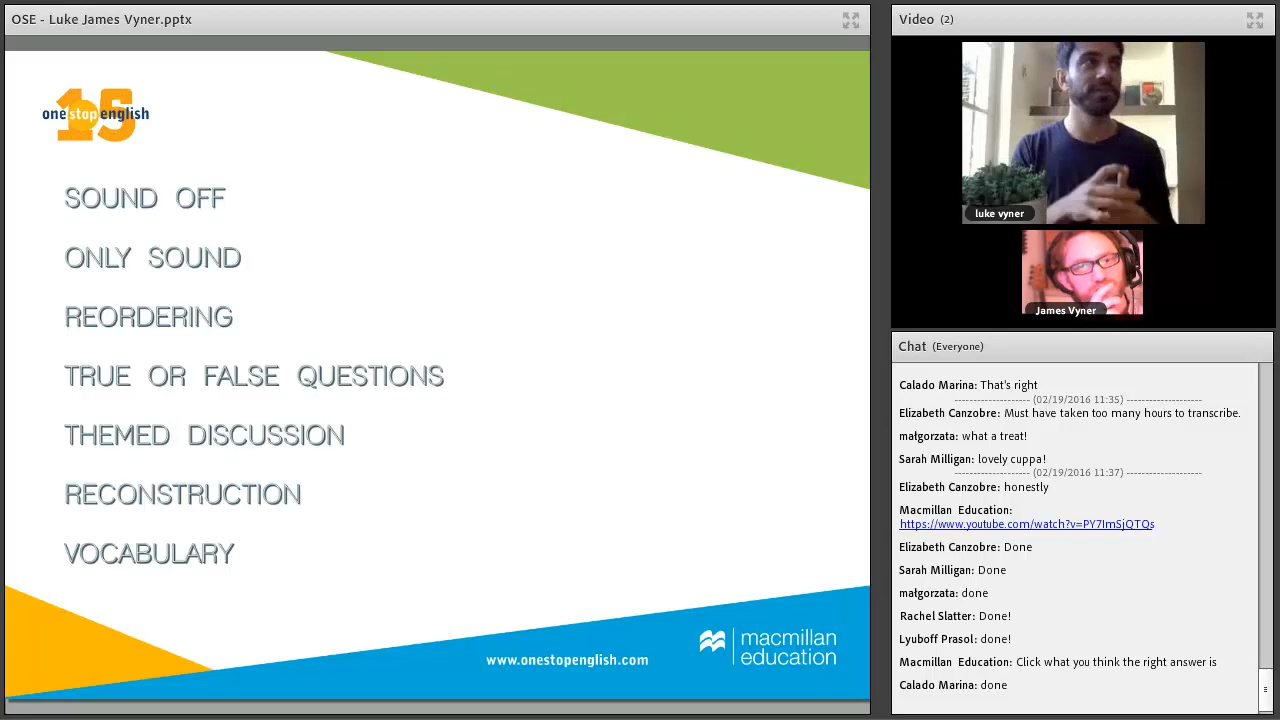 OSE - Luke James Vyner.pptx
15
one stop english
SOUND OFF
ONLY SOUND
REORDERING
TRUE OR FALSE QUESTIONS
THEMED DISCUSSION
RECONSTRUCTION
VOCABULARY
www.onestopenglish.com
macmillan
education
Video (2)
luke vyner
James Vyner
Chat (Everyone)
Calado Marina: That's right
-------------------- (02/19/2016 11:35) --------------------
Elizabeth Canzobre: Must have taken too many hours to transcribe.
małgorzata: what a treat!
Sarah Milligan: lovely cuppa!
-------------------- (02/19/2016 11:37) --------------------
Elizabeth Canzobre: honestly
Macmillan Education:
https://www.youtube.com/watch?v=PY7ImSjQTQs
Elizabeth Canzobre: Done
Sarah Milligan: Done
małgorzata: done
Rachel Slatter: Done!
Lyuboff Prasol: done!
Macmillan Education: Click what you think the right answer is
Calado Marina: done